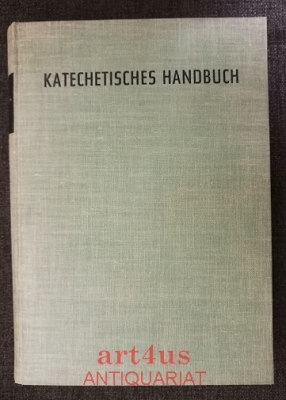 KATECHETISCHES HANDBUCH
art4us
ANTIQUARIAT